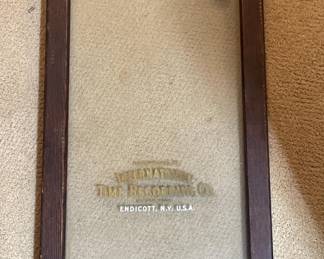 INTERNATIONAL
TIME RECORDING CO.
ENDICOTT, N.Y. U.S.A.